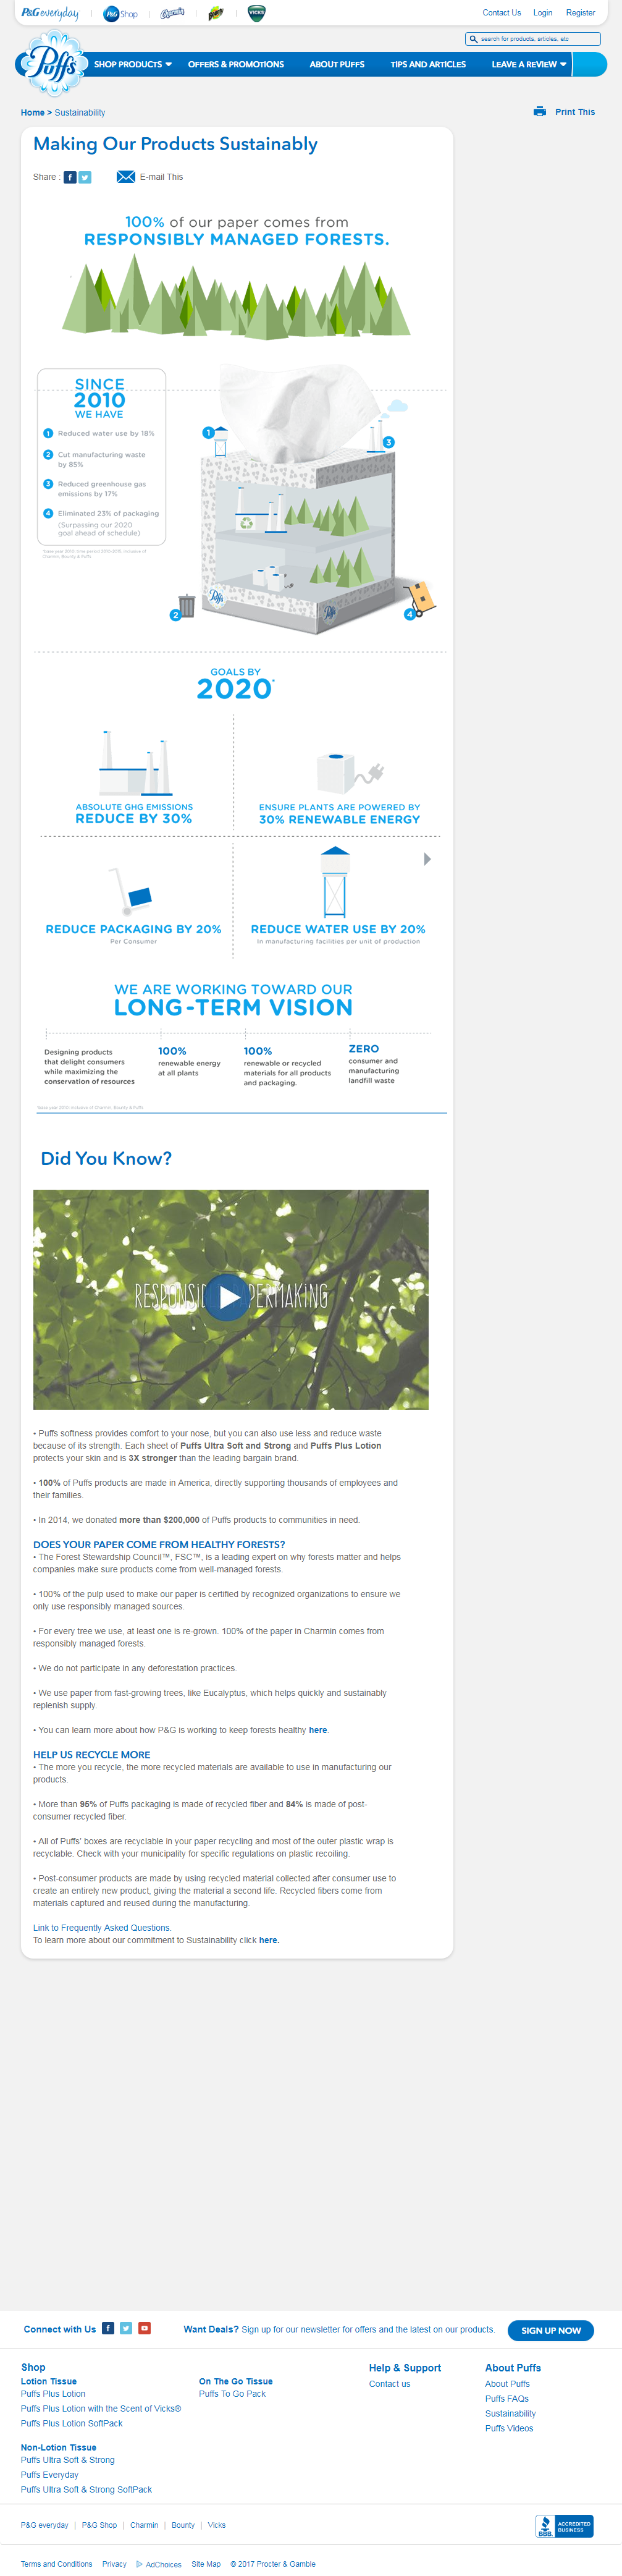 P&G everyday | P&G Shop | Charmin | Bounty | VICKS
Contact Us Login Register
search for products, articles, etc
Puffs
SHOP PRODUCTS OFFERS & PROMOTIONS ABOUT PUFFS TIPS AND ARTICLES LEAVE A REVIEW
Home > Sustainability
Print This
Making Our Products Sustainably
Share : E-mail This
100% of our paper comes from
RESPONSIBLY MANAGED FORESTS.
SINCE
2010
WE HAVE
1 Reduced water use by 18%
2 Cut manufacturing waste
by 85%
3 Reduced greenhouse gas
emissions by 17%
4 Eliminated 23% of packaging
(Surpassing our 2020
goal ahead of schedule)
1
3
Puffs
Puffs
2
4
GOALS BY
2020*
ABSOLUTE GHG EMISSIONS
REDUCE BY 30%
ENSURE PLANTS ARE POWERED BY
30% RENEWABLE ENERGY
REDUCE PACKAGING BY 20%
Per Consumer
REDUCE WATER USE BY 20%
In manufacturing facilities per unit of production
WE ARE WORKING TOWARD OUR
LONG-TERM VISION
Designing products
that delight consumers
while maximizing the
conservation of resources
100%
renewable energy
at all plants
100%
renewable or recycled
materials for all products
and packaging.
ZERO
consumer and
manufacturing
landfill waste
Did You Know?
• Puffs softness provides comfort to your nose, but you can also use less and reduce waste
because of its strength. Each sheet of Puffs Ultra Soft and Strong and Puffs Plus Lotion
protects your skin and is 3X stronger than the leading bargain brand.
• 100% of Puffs products are made in America, directly supporting thousands of employees and
their families.
• In 2014, we donated more than $200,000 of Puffs products to communities in need.
DOES YOUR PAPER COME FROM HEALTHY FORESTS?
• The Forest Stewardship Council™, FSC™, is a leading expert on why forests matter and helps
companies make sure products come from well-managed forests.
• 100% of the pulp used to make our paper is certified by recognized organizations to ensure we
only use responsibly managed sources.
• For every tree we use, at least one is re-grown. 100% of the paper in Charmin comes from
responsibly managed forests.
• We do not participate in any deforestation practices.
• We use paper from fast-growing trees, like Eucalyptus, which helps quickly and sustainably
replenish supply.
• You can learn more about how P&G is working to keep forests healthy here.
HELP US RECYCLE MORE
• The more you recycle, the more recycled materials are available to use in manufacturing our
products.
• More than 95% of Puffs packaging is made of recycled fiber and 84% is made of post-
consumer recycled fiber.
• All of Puffs' boxes are recyclable in your paper recycling and most of the outer plastic wrap is
recyclable. Check with your municipality for specific regulations on plastic recoiling.
• Post-consumer products are made by using recycled material collected after consumer use to
create an entirely new product, giving the material a second life. Recycled fibers come from
materials captured and reused during the manufacturing.
Link to Frequently Asked Questions.
To learn more about our commitment to Sustainability click here.
Connect with Us
Want Deals? Sign up for our newsletter for offers and the latest on our products.
SIGN UP NOW
Shop
Lotion Tissue
Puffs Plus Lotion
Puffs Plus Lotion with the Scent of Vicks®
Puffs Plus Lotion SoftPack
Non-Lotion Tissue
Puffs Ultra Soft & Strong
Puffs Everyday
Puffs Ultra Soft & Strong SoftPack
On The Go Tissue
Puffs To Go Pack
Help & Support
Contact us
About Puffs
About Puffs
Puffs FAQs
Sustainability
Puffs Videos
P&G everyday | P&G Shop | Charmin | Bounty | Vicks
BBB. ACCREDITED
BUSINESS
Terms and Conditions Privacy AdChoices Site Map © 2017 Procter & Gamble